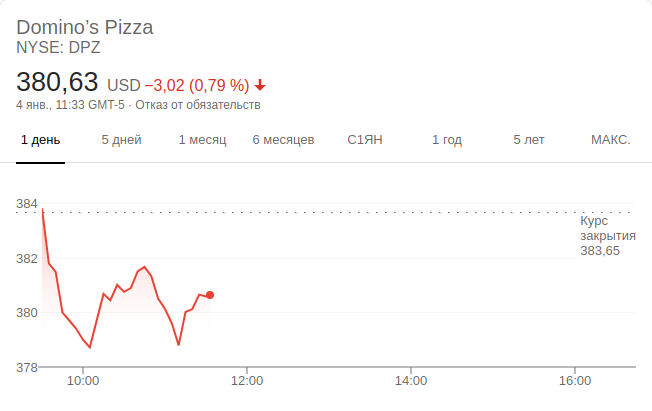 Domino’s Pizza
NYSE: DPZ
380,63 USD −3,02 (0,79 %)
4 янв., 11:33 GMT-5 · Отказ от обязательств
1 день 5 дней 1 месяц 6 месяцев С1ЯН 1 год 5 лет МАКС.
384
Курс
закрытия
383,65
382
380
378
10:00 12:00 14:00 16:00